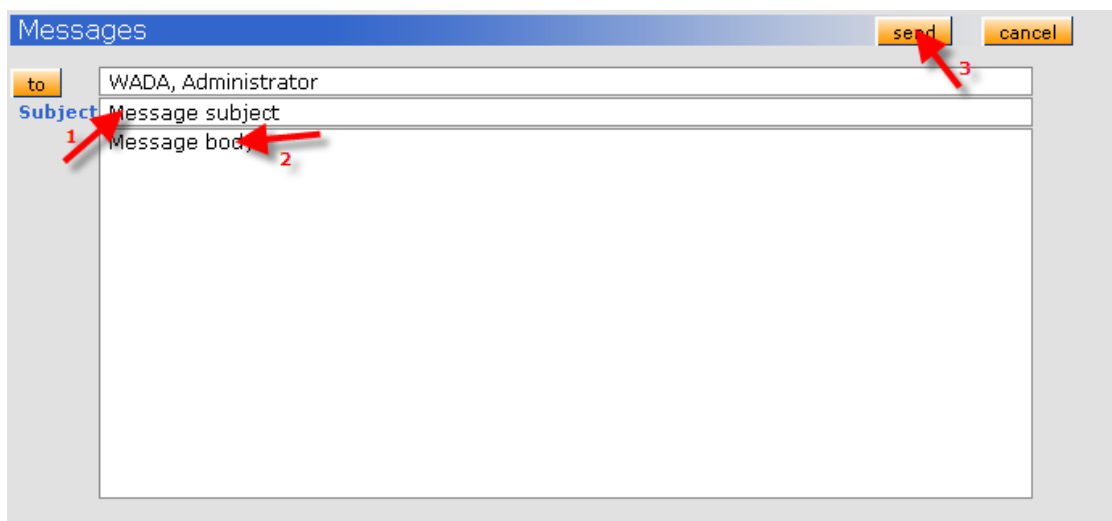 Messages send cancel
3
to WADA, Administrator
Subject Message subject
1 Message body
2